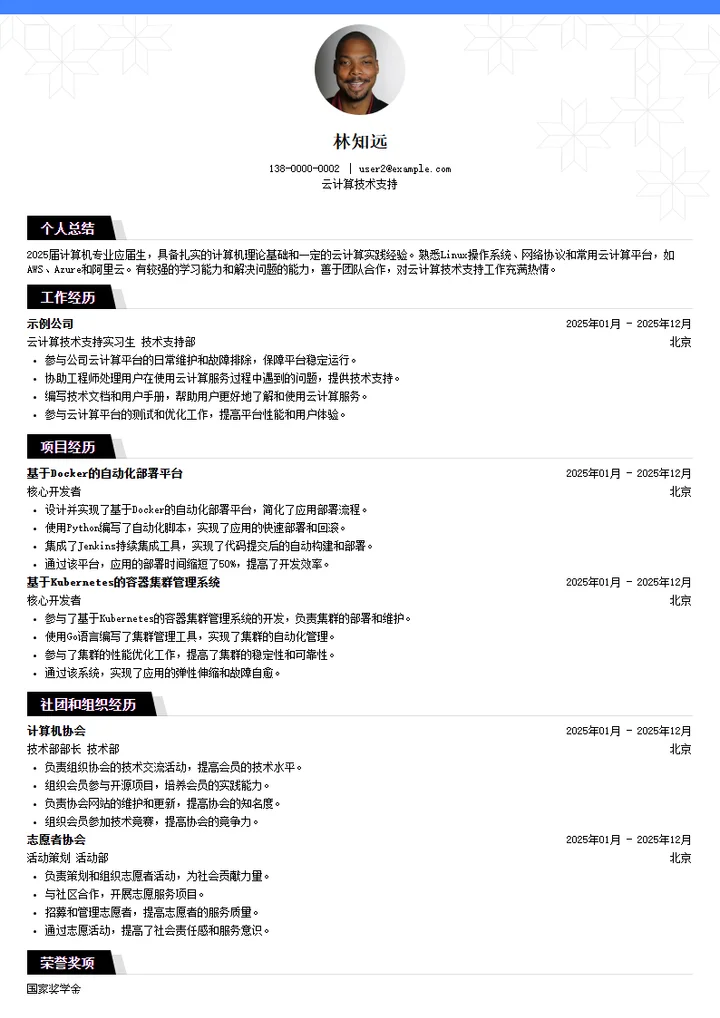 林知远
138-0000-0002 | user2@example.com
云计算技术支持
个人总结
2025届计算机专业应届生，具备扎实的计算机理论基础和一定的云计算实践经验。熟悉Linux操作系统、网络协议和常用云计算平台，如
AWS、Azure和阿里云。有较强的学习能力和解决问题的能力，善于团队合作，对云计算技术支持工作充满热情。
工作经历
示例公司 2025年01月 - 2025年12月
云计算技术支持实习生 技术支持部 北京
• 参与公司云计算平台的日常维护和故障排除，保障平台稳定运行。
• 协助工程师处理用户在使用云计算服务过程中遇到的问题，提供技术支持。
• 编写技术文档和用户手册，帮助用户更好地了解和使用云计算服务。
• 参与云计算平台的测试和优化工作，提高平台性能和用户体验。
项目经历
基于Docker的自动化部署平台 2025年01月 - 2025年12月
核心开发者 北京
• 设计并实现了基于Docker的自动化部署平台，简化了应用部署流程。
• 使用Python编写了自动化脚本，实现了应用的快速部署和回滚。
• 集成了Jenkins持续集成工具，实现了代码提交后的自动构建和部署。
• 通过该平台，应用的部署时间缩短了50%，提高了开发效率。
基于Kubernetes的容器集群管理系统 2025年01月 - 2025年12月
核心开发者 北京
• 参与了基于Kubernetes的容器集群管理系统的开发，负责集群的部署和维护。
• 使用Go语言编写了集群管理工具，实现了集群的自动化管理。
• 参与了集群的性能优化工作，提高了集群的稳定性和可靠性。
• 通过该系统，实现了应用的弹性伸缩和故障自愈。
社团和组织经历
计算机协会 2025年01月 - 2025年12月
技术部部长 技术部 北京
• 负责组织协会的技术交流活动，提高会员的技术水平。
• 组织会员参与开源项目，培养会员的实践能力。
• 负责协会网站的维护和更新，提高协会的知名度。
• 组织会员参加技术竞赛，提高协会的竞争力。
志愿者协会 2025年01月 - 2025年12月
活动策划 活动部 北京
• 负责策划和组织志愿者活动，为社会贡献力量。
• 与社区合作，开展志愿服务项目。
• 招募和管理志愿者，提高志愿者的服务质量。
• 通过志愿活动，提高了社会责任感和服务意识。
荣誉奖项
国家奖学金